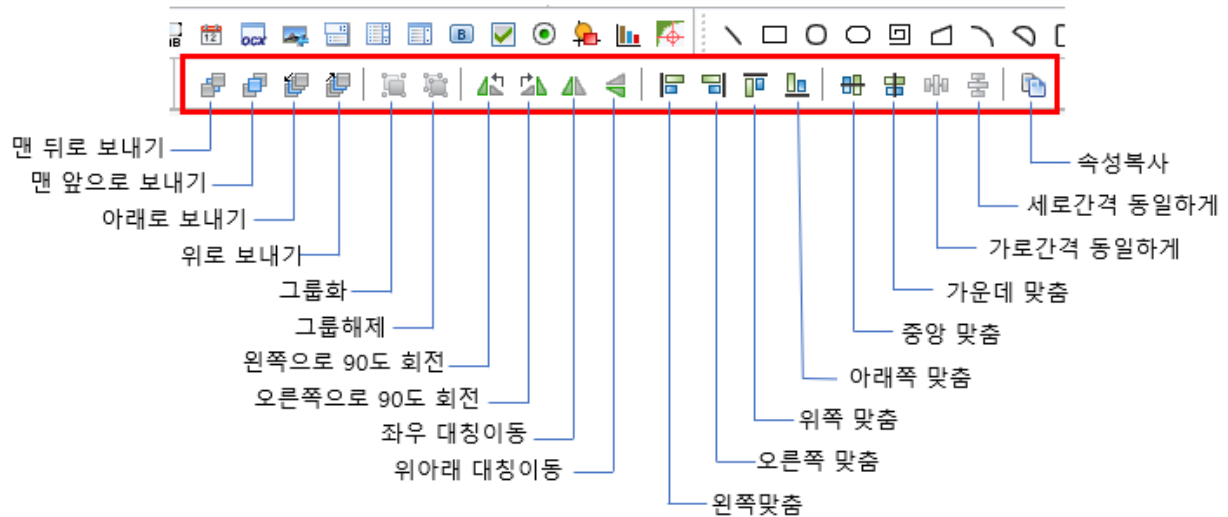 12
OCX
B
맨 뒤로 보내기
속성복사
맨 앞으로 보내기
세로간격 동일하게
아래로 보내기
가로간격 동일하게
위로 보내기
그룹화
가운데 맞춤
그룹해제
중앙 맞춤
왼쪽으로 90도 회전
아래쪽 맞춤
오른쪽으로 90도 회전
위쪽 맞춤
좌우 대칭이동
오른쪽 맞춤
위아래 대칭이동
왼쪽맞춤